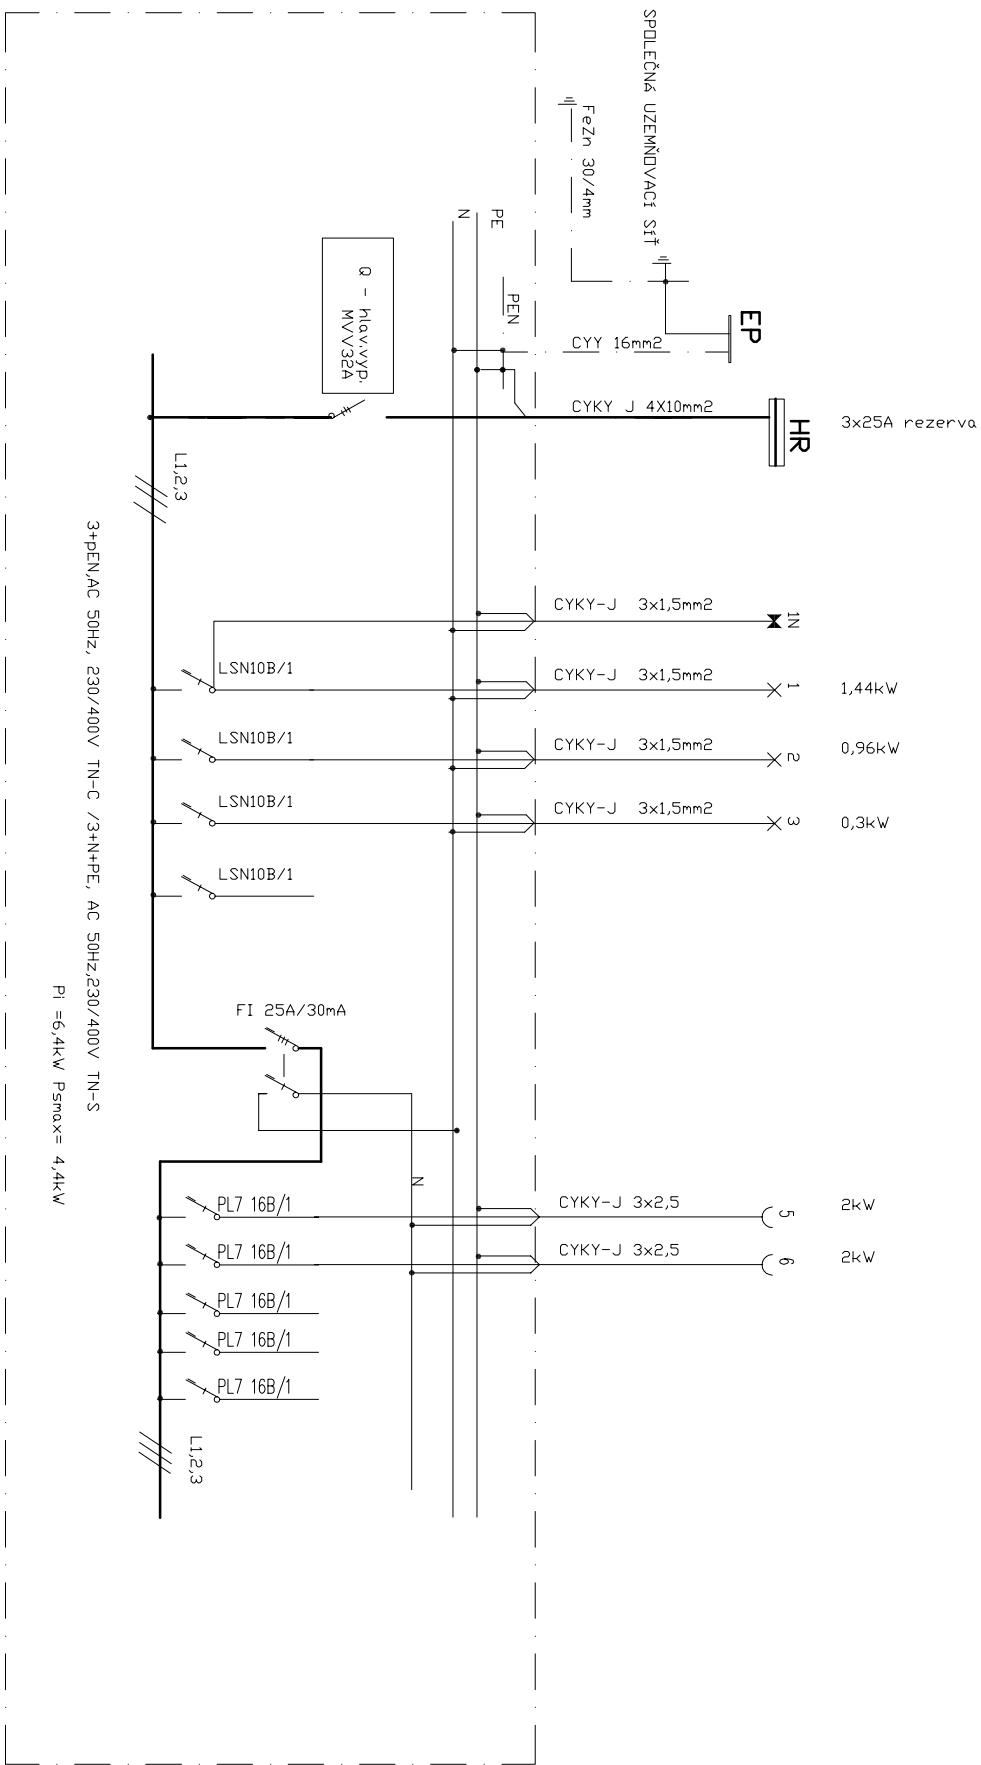 SPOLEČNÁ UZEMŇOVACÍ SÍŤ
FeZn 30/4mm
PE
N
PEN
EP
CYY 16mm2
Q - hlav.vyp.
MVV32A
CYKY J 4X10mm2
HR
3x25A rezerva
L1,2,3
3+pEN,AC 50Hz, 230/400V TN-C /3+N+PE, AC 50Hz,230/400V TN-S
Pi =6,4kW Psmax= 4,4kW
CYKY-J 3x1,5mm2
1N
LSN10B/1
CYKY-J 3x1,5mm2
1
1,44kW
LSN10B/1
CYKY-J 3x1,5mm2
2
0,96kW
LSN10B/1
CYKY-J 3x1,5mm2
3
0,3kW
LSN10B/1
FI 25A/30mA
N
PL7 16B/1
CYKY-J 3x2,5
5
2kW
PL7 16B/1
CYKY-J 3x2,5
6
2kW
PL7 16B/1
PL7 16B/1
PL7 16B/1
L1,2,3